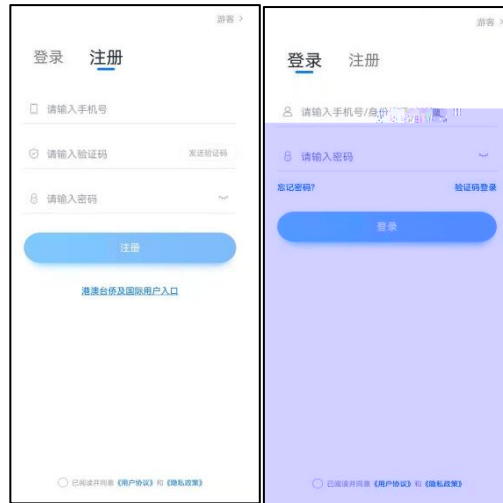 游客 >
登录 注册
请输入手机号
请输入验证码 发送验证码
请输入密码
注册
港澳台侨及国际用户入口
已阅读并同意《用户协议》和《隐私政策》
游客 >
登录 注册
请输入手机号/身份
请输入密码
忘记密码? 验证码登录
登录
已阅读并同意《用户协议》和《隐私政策》